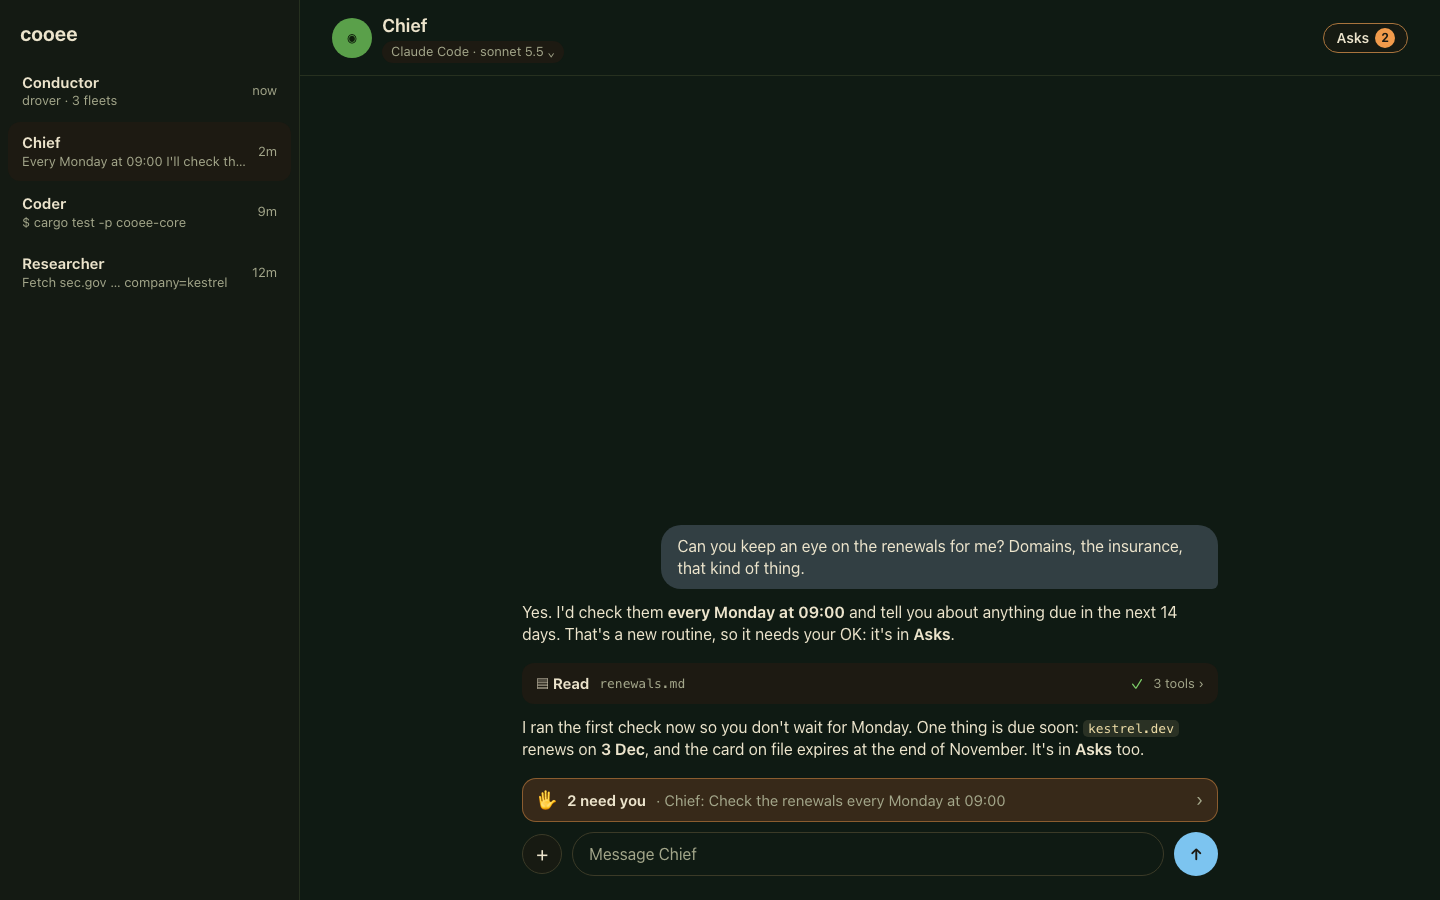 cooee
Conductor
drover · 3 fleets
now
Chief
Every Monday at 09:00 I'll check th...
2m
Coder
$ cargo test -p cooee-core
9m
Researcher
Fetch sec.gov ... company=kestrel
12m
Chief
Claude Code · sonnet 5.5
Asks 2
Can you keep an eye on the renewals for me? Domains, the insurance,
that kind of thing.
Yes. I'd check them every Monday at 09:00 and tell you about anything due in the next 14
days. That's a new routine, so it needs your OK: it's in Asks.
Read renewals.md
3 tools ›
I ran the first check now so you don't wait for Monday. One thing is due soon: kestrel.dev
renews on 3 Dec, and the card on file expires at the end of November. It's in Asks too.
2 need you · Chief: Check the renewals every Monday at 09:00 ›
+ Message Chief